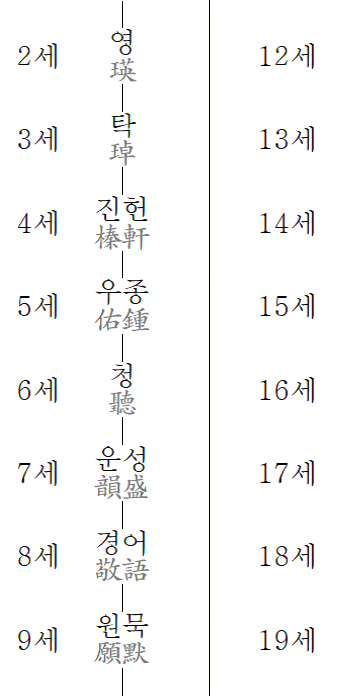 2세 영 12세
瑛
3세 탁 13세
琸
4세 진헌 14세
榛軒
5세 우종 15세
佑鍾
6세 청 16세
聽
7세 운성 17세
韻盛
8세 경어 18세
敬語
9세 원묵 19세
願默